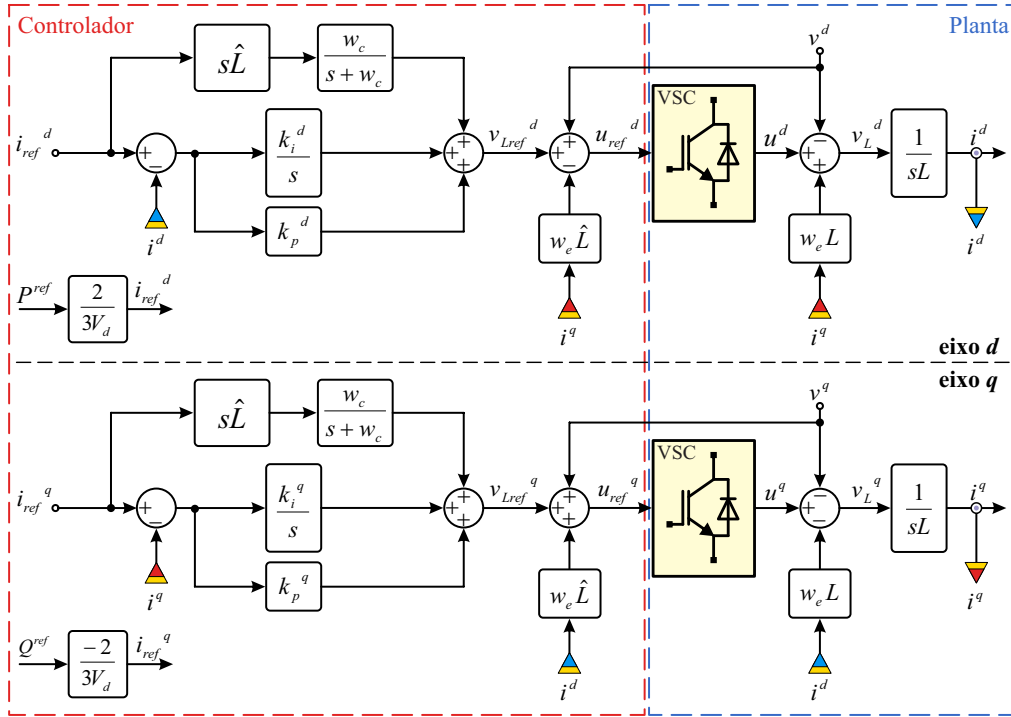 Controlador
Planta
sL̂
w_c / (s + w_c)
v^d
VSC
i_ref^d
+ −
k_i^d / s
+ + +
v_Lref^d
+ + −
u_ref^d
u^d
− + +
v_L^d
1 / sL
i^d
k_p^d
i^d
w_e L̂
w_e L
i^d
i^q
i^q
P^ref
2 / 3V_d
i_ref^d
eixo d
eixo q
sL̂
w_c / (s + w_c)
v^q
VSC
i_ref^q
+ −
k_i^q / s
+ + +
v_Lref^q
+ + +
u_ref^q
u^q
− −
v_L^q
1 / sL
i^q
k_p^q
i^q
w_e L̂
w_e L
i^q
i^d
i^d
Q^ref
−2 / 3V_d
i_ref^q